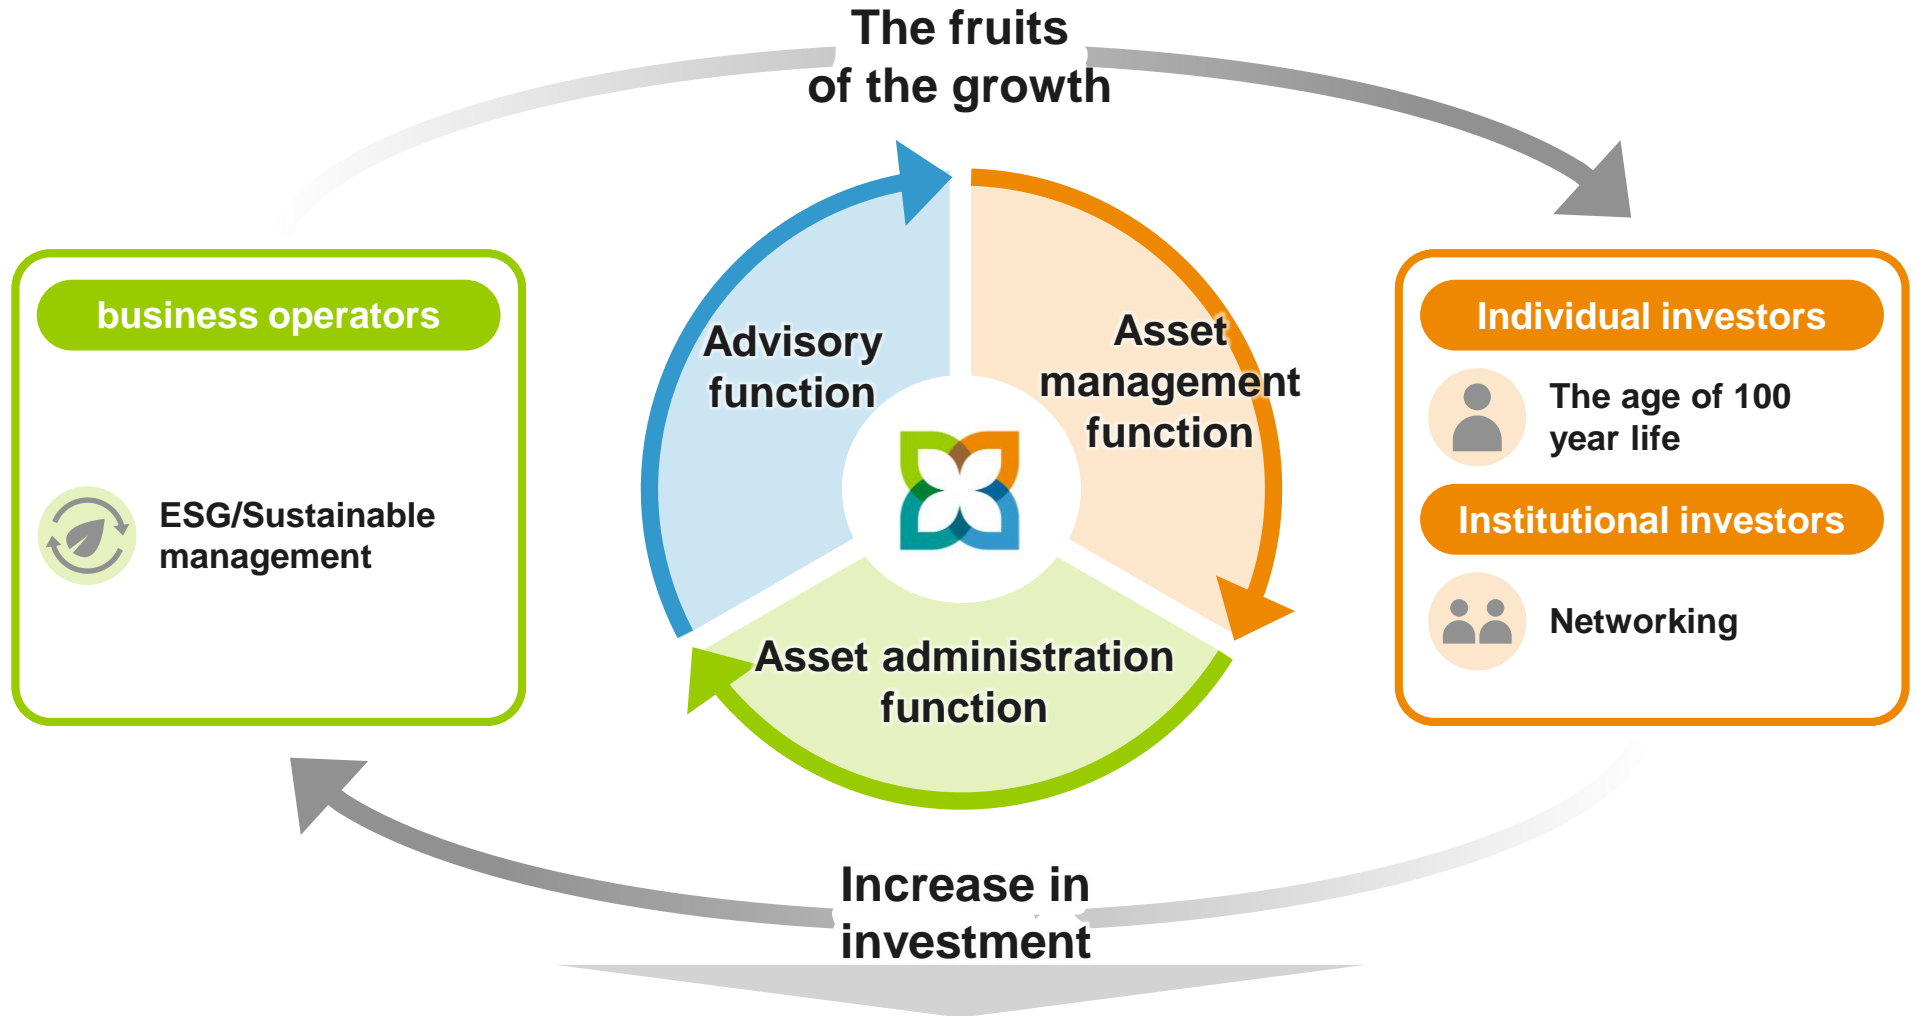 The fruits
of the growth
business operators
ESG/Sustainable
management
Advisory
function
Asset
management
function
Asset administration
function
Individual investors
The age of 100
year life
Institutional investors
Networking
Increase in
investment